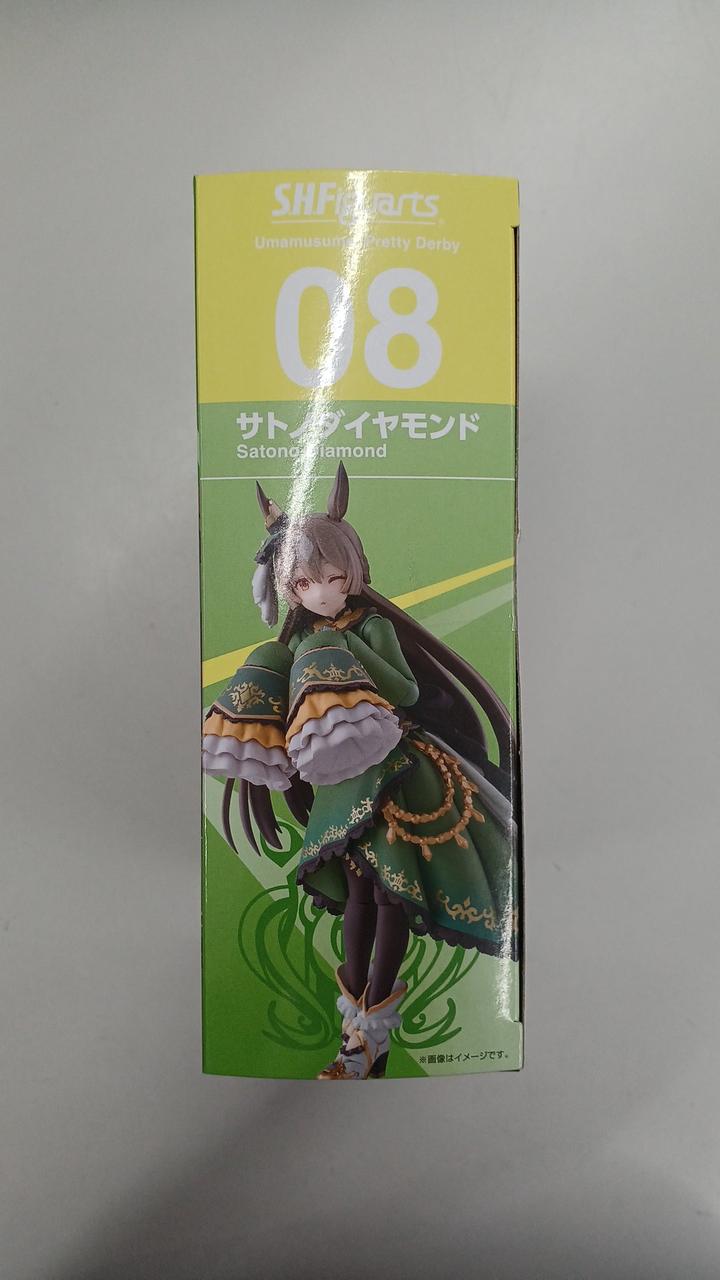 S.H.Figuarts
Umamusume: Pretty Derby
08
サトノダイヤモンド
Satono Diamond
※画像はイメージです。